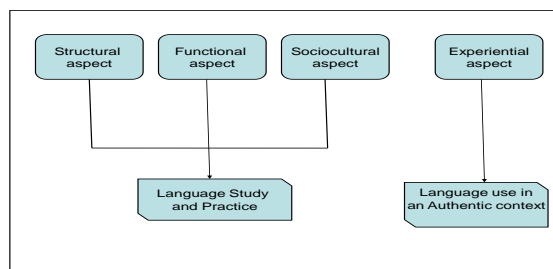 Structural
aspect
Functional
aspect
Sociocultural
aspect
Experiential
aspect
Language Study
and Practice
Language use in
an Authentic context